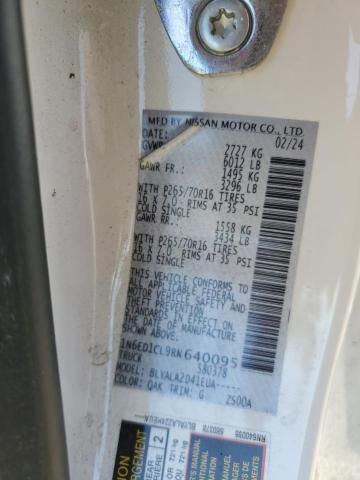 MFD BY NISSAN MOTOR CO., LTD.
DATE: 02/24
GVWR 2727 KG
6012 LB
GAWR FR: 1495 KG
3296 LB
WITH P265/70R16 TIRES
16 X 7.0 RIMS AT 35 PSI
COLD SINGLE
GAWR RR: 1558 KG
3434 LB
WITH P265/70R16 TIRES
16 X 7.0 RIMS AT 35 PSI
COLD SINGLE
THIS VEHICLE CONFORMS TO
ALL APPLICABLE FEDERAL
MOTOR VEHICLE SAFETY AND
THEFT PREVENTION STANDARDS
IN EFFECT ON THE DATE OF
MANUFACTURE SHOWN ABOVE.
1N6ED1CL9RN640095
TRUCK 580378
MODEL: BLYALA2D41EUA-----
COLOR: QAK TRIM: G 2S00A
RN640095
580378
2